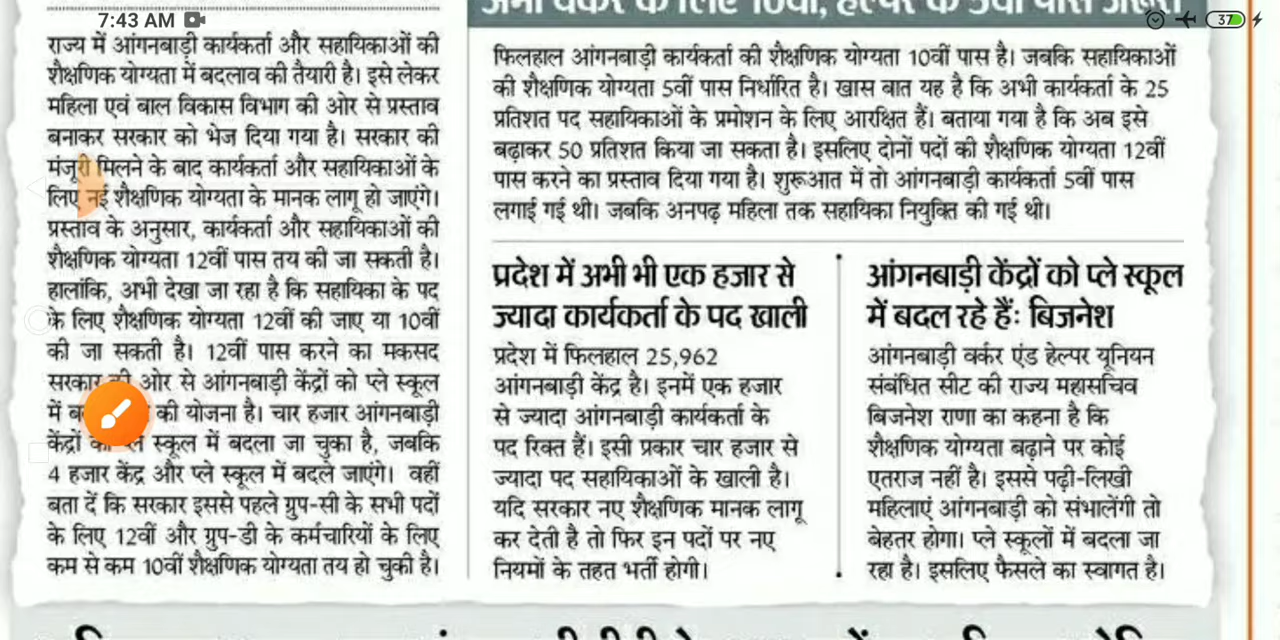 7:43 AM
37
राज्य में आंगनबाड़ी कार्यकर्ता और सहायिकाओं की
शैक्षणिक योग्यता में बदलाव की तैयारी है। इसे लेकर
महिला एवं बाल विकास विभाग की ओर से प्रस्ताव
बनाकर सरकार को भेज दिया गया है। सरकार की
मंजूरी मिलने के बाद कार्यकर्ता और सहायिकाओं के
लिए नई शैक्षणिक योग्यता के मानक लागू हो जाएंगे।
प्रस्ताव के अनुसार, कार्यकर्ता और सहायिकाओं की
शैक्षणिक योग्यता 12वीं पास तय की जा सकती है।
हालांकि, अभी देखा जा रहा है कि सहायिका के पद
के लिए शैक्षणिक योग्यता 12वीं की जाए या 10वीं
की जा सकती है। 12वीं पास करने का मकसद
सरकार की ओर से आंगनबाड़ी केंद्रों को प्ले स्कूल
में की योजना है। चार हजार आंगनबाड़ी
केंद्रों स्कूल में बदला जा चुका है, जबकि
4 हजार केंद्र और प्ले स्कूल में बदले जाएंगे। वहीं
बता दें कि सरकार इससे पहले ग्रुप-सी के सभी पदों
के लिए 12वीं और ग्रुप-डी के कर्मचारियों के लिए
कम से कम 10वीं शैक्षणिक योग्यता तय हो चुकी है।
फिलहाल आंगनबाड़ी कार्यकर्ता की शैक्षणिक योग्यता 10वीं पास है। जबकि सहायिकाओं
की शैक्षणिक योग्यता 5वीं पास निर्धारित है। खास बात यह है कि अभी कार्यकर्ता के 25
प्रतिशत पद सहायिकाओं के प्रमोशन के लिए आरक्षित हैं। बताया गया है कि अब इसे
बढ़ाकर 50 प्रतिशत किया जा सकता है। इसलिए दोनों पदों की शैक्षणिक योग्यता 12वीं
पास करने का प्रस्ताव दिया गया है। शुरूआत में तो आंगनबाड़ी कार्यकर्ता 5वीं पास
लगाई गई थी। जबकि अनपढ़ महिला तक सहायिका नियुक्ति की गई थी।
प्रदेश में अभी भी एक हजार से
ज्यादा कार्यकर्ता के पद खाली
प्रदेश में फिलहाल 25,962
आंगनबाड़ी केंद्र है। इनमें एक हजार
से ज्यादा आंगनबाड़ी कार्यकर्ता के
पद रिक्त हैं। इसी प्रकार चार हजार से
ज्यादा पद सहायिकाओं के खाली है।
यदि सरकार नए शैक्षणिक मानक लागू
कर देती है तो फिर इन पदों पर नए
नियमों के तहत भर्ती होगी।
आंगनबाड़ी केंद्रों को प्ले स्कूल
में बदल रहे हैं: बिजनेश
आंगनबाड़ी वर्कर एंड हेल्पर यूनियन
संबंधित सीट की राज्य महासचिव
बिजनेश राणा का कहना है कि
शैक्षणिक योग्यता बढ़ाने पर कोई
एतराज नहीं है। इससे पढ़ी-लिखी
महिलाएं आंगनबाड़ी को संभालेंगी तो
बेहतर होगा। प्ले स्कूलों में बदला जा
रहा है। इसलिए फैसले का स्वागत है।